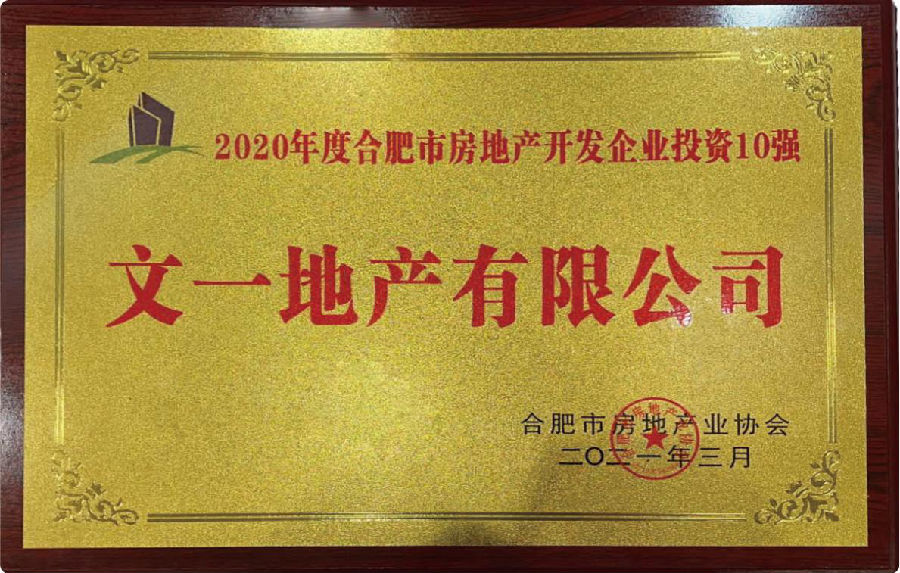 2020年度合肥市房地产开发企业投资10强
文一地产有限公司
合肥市房地产业协会
二〇二一年三月